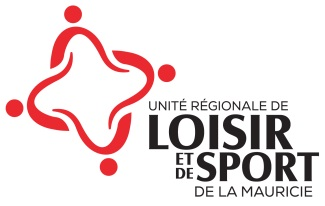 UNITÉ RÉGIONALE DE
LOISIR
ET DE SPORT
DE LA MAURICIE